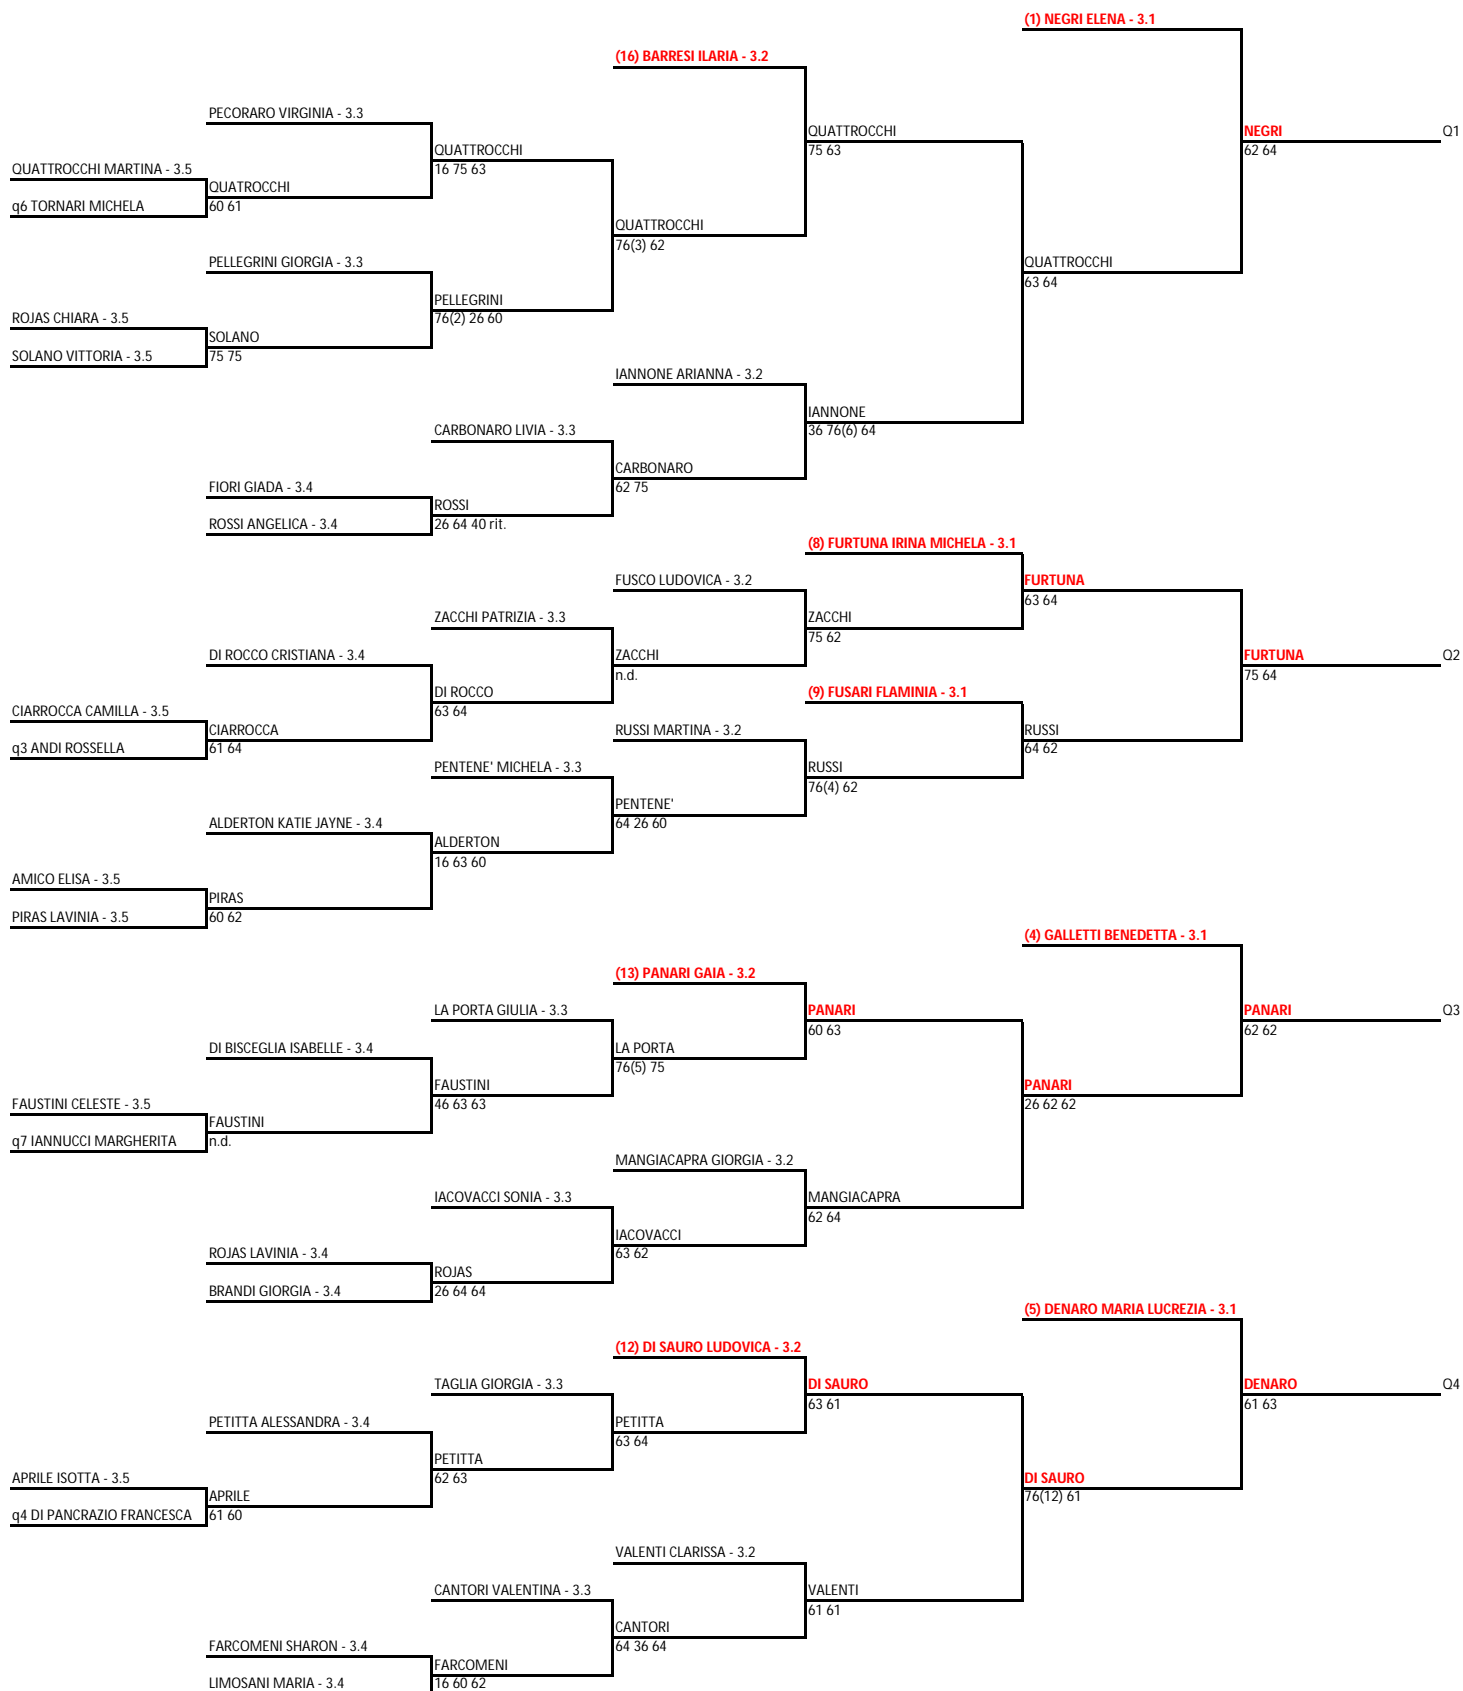 (1) NEGRI ELENA - 3.1
(16) BARRESI ILARIA - 3.2
PECORARO VIRGINIA - 3.3
QUATTROCCHI
75 63
NEGRI
62 64
Q1
QUATTROCCHI
16 75 63
QUATTROCCHI MARTINA - 3.5
QUATROCCHI
60 61
q6 TORNARI MICHELA
QUATTROCCHI
76(3) 62
PELLEGRINI GIORGIA - 3.3
QUATTROCCHI
63 64
PELLEGRINI
76(2) 26 60
ROJAS CHIARA - 3.5
SOLANO
75 75
SOLANO VITTORIA - 3.5
IANNONE ARIANNA - 3.2
IANNONE
36 76(6) 64
CARBONARO LIVIA - 3.3
CARBONARO
62 75
FIORI GIADA - 3.4
ROSSI
26 64 40 rit.
ROSSI ANGELICA - 3.4
(8) FURTUNA IRINA MICHELA - 3.1
FUSCO LUDOVICA - 3.2
FURTUNA
63 64
ZACCHI PATRIZIA - 3.3
ZACCHI
75 62
DI ROCCO CRISTIANA - 3.4
ZACCHI
n.d.
FURTUNA
75 64
Q2
DI ROCCO
63 64
(9) FUSARI FLAMINIA - 3.1
CIARROCCA CAMILLA - 3.5
CIARROCCA
61 64
q3 ANDI ROSSELLA
RUSSI MARTINA - 3.2
RUSSI
64 62
PENTENE' MICHELA - 3.3
RUSSI
76(4) 62
PENTENE'
64 26 60
ALDERTON KATIE JAYNE - 3.4
ALDERTON
16 63 60
AMICO ELISA - 3.5
PIRAS
60 62
PIRAS LAVINIA - 3.5
(4) GALLETTI BENEDETTA - 3.1
(13) PANARI GAIA - 3.2
LA PORTA GIULIA - 3.3
PANARI
60 63
PANARI
62 62
Q3
DI BISCEGLIA ISABELLE - 3.4
LA PORTA
76(5) 75
FAUSTINI
46 63 63
PANARI
26 62 62
FAUSTINI CELESTE - 3.5
FAUSTINI
n.d.
q7 IANNUCCI MARGHERITA
MANGIACAPRA GIORGIA - 3.2
IACOVACCI SONIA - 3.3
MANGIACAPRA
62 64
IACOVACCI
63 62
ROJAS LAVINIA - 3.4
ROJAS
26 64 64
BRANDI GIORGIA - 3.4
(5) DENARO MARIA LUCREZIA - 3.1
(12) DI SAURO LUDOVICA - 3.2
TAGLIA GIORGIA - 3.3
DI SAURO
63 61
DENARO
61 63
Q4
PETITTA ALESSANDRA - 3.4
PETITTA
63 64
PETITTA
62 63
APRILE ISOTTA - 3.5
DI SAURO
76(12) 61
APRILE
61 60
q4 DI PANCRAZIO FRANCESCA
VALENTI CLARISSA - 3.2
CANTORI VALENTINA - 3.3
VALENTI
61 61
CANTORI
64 36 64
FARCOMENI SHARON - 3.4
FARCOMENI
16 60 62
LIMOSANI MARIA - 3.4